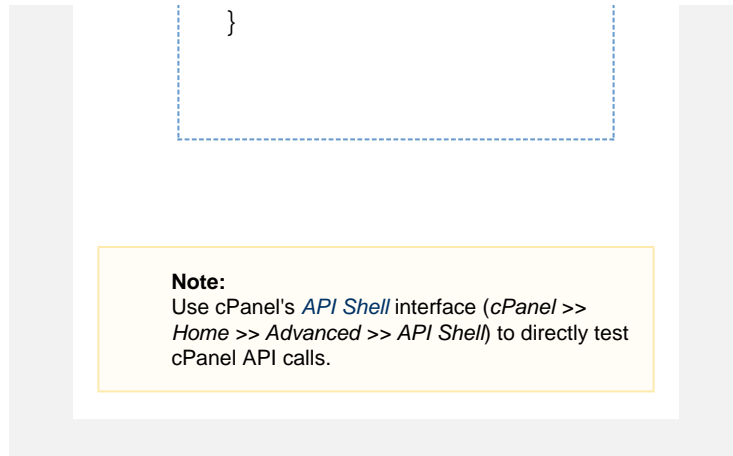 }
Note:
Use cPanel's API Shell interface (cPanel >>
Home >> Advanced >> API Shell) to directly test
cPanel API calls.